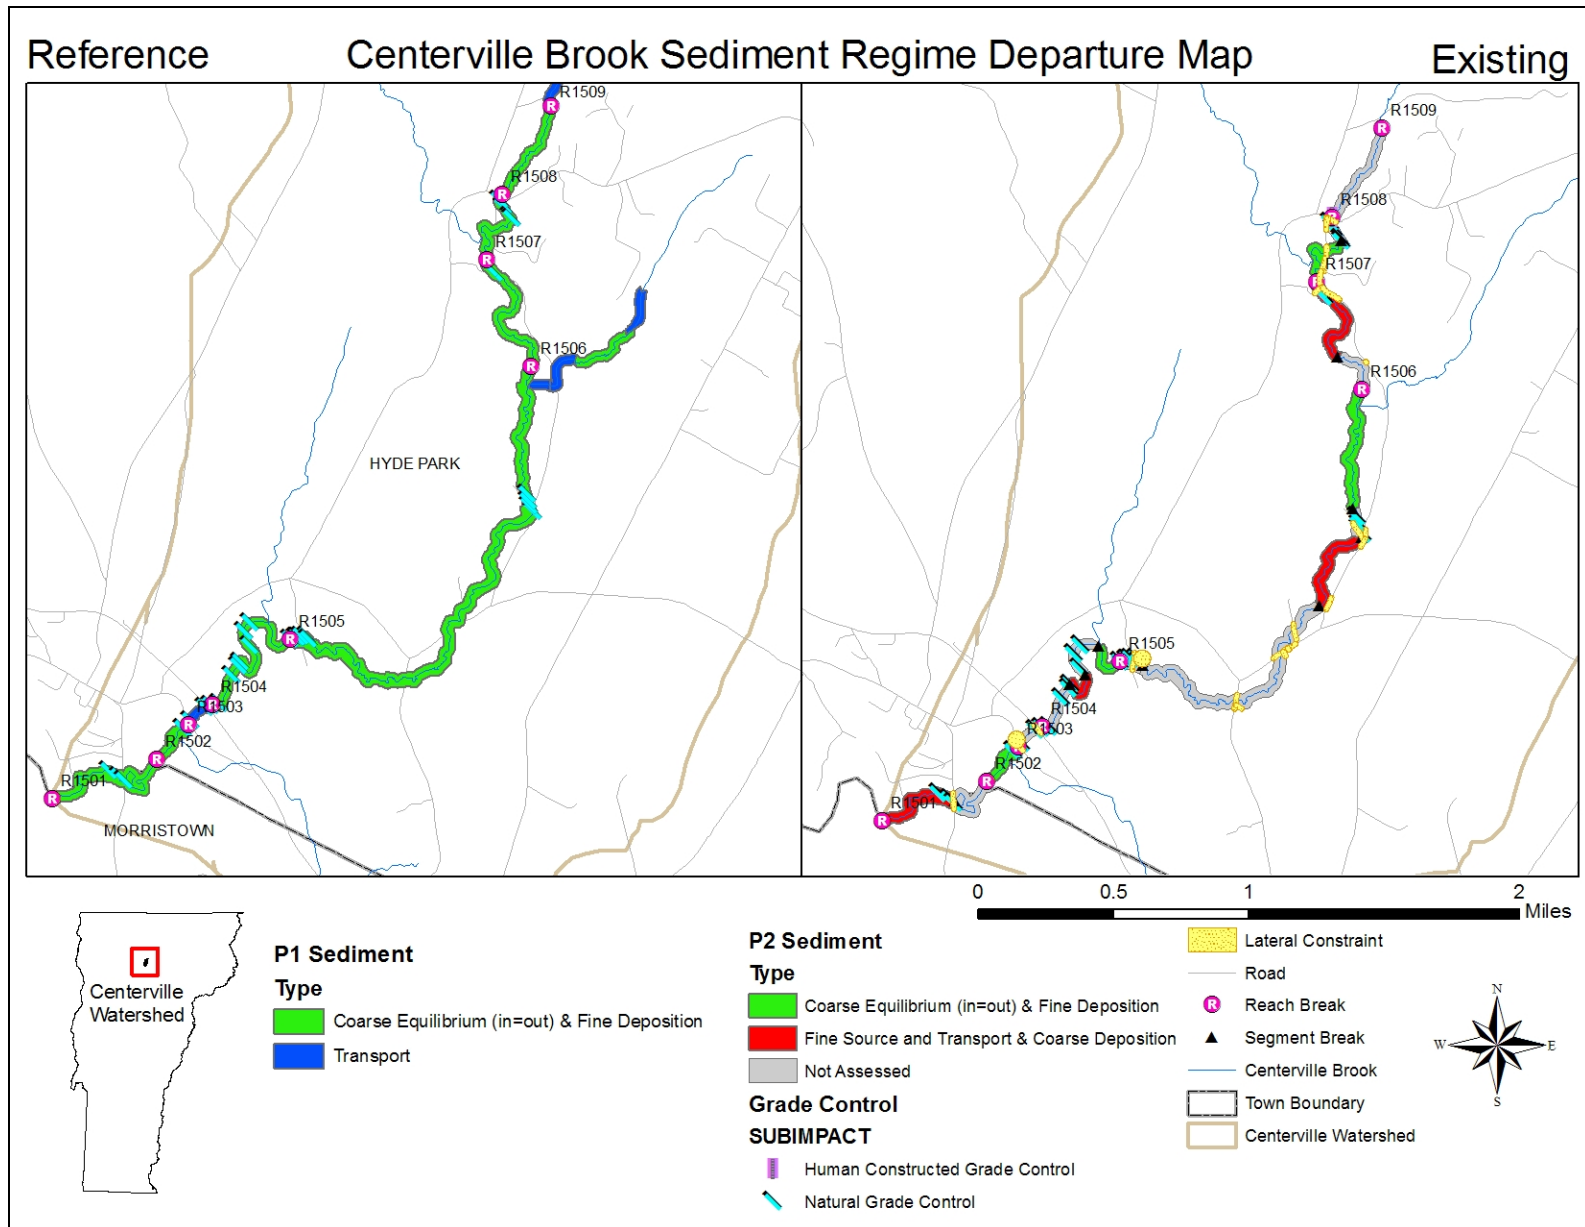 Reference
Centerville Brook Sediment Regime Departure Map
Existing
R1509
R1508
R1507
R1506
HYDE PARK
R1505
R1504
R1503
R1502
R1501
MORRISTOWN
R
R
R
R
R
R
R
R
R
R1509
R1508
R1507
R1506
R1505
R1504
R1503
R1502
R1501
R
R
R
R
R
R
R
R
0 0.5 1 2
Miles
Centerville
Watershed
P1 Sediment
Type
Coarse Equilibrium (in=out) & Fine Deposition
Transport
P2 Sediment
Type
Coarse Equilibrium (in=out) & Fine Deposition
Fine Source and Transport & Coarse Deposition
Not Assessed
Grade Control
SUBIMPACT
Human Constructed Grade Control
Natural Grade Control
Lateral Constraint
Road
R
Reach Break
Segment Break
Centerville Brook
Town Boundary
Centerville Watershed
N
W
E
S